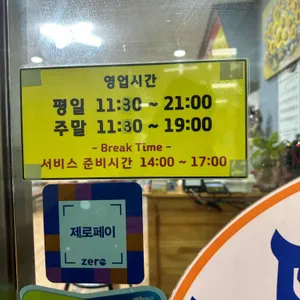 영업시간
평일 11:30 ~ 21:00
주말 11:30 ~ 19:00
- Break Time -
서비스 준비시간 14:00 ~ 17:00
제로페이
zero